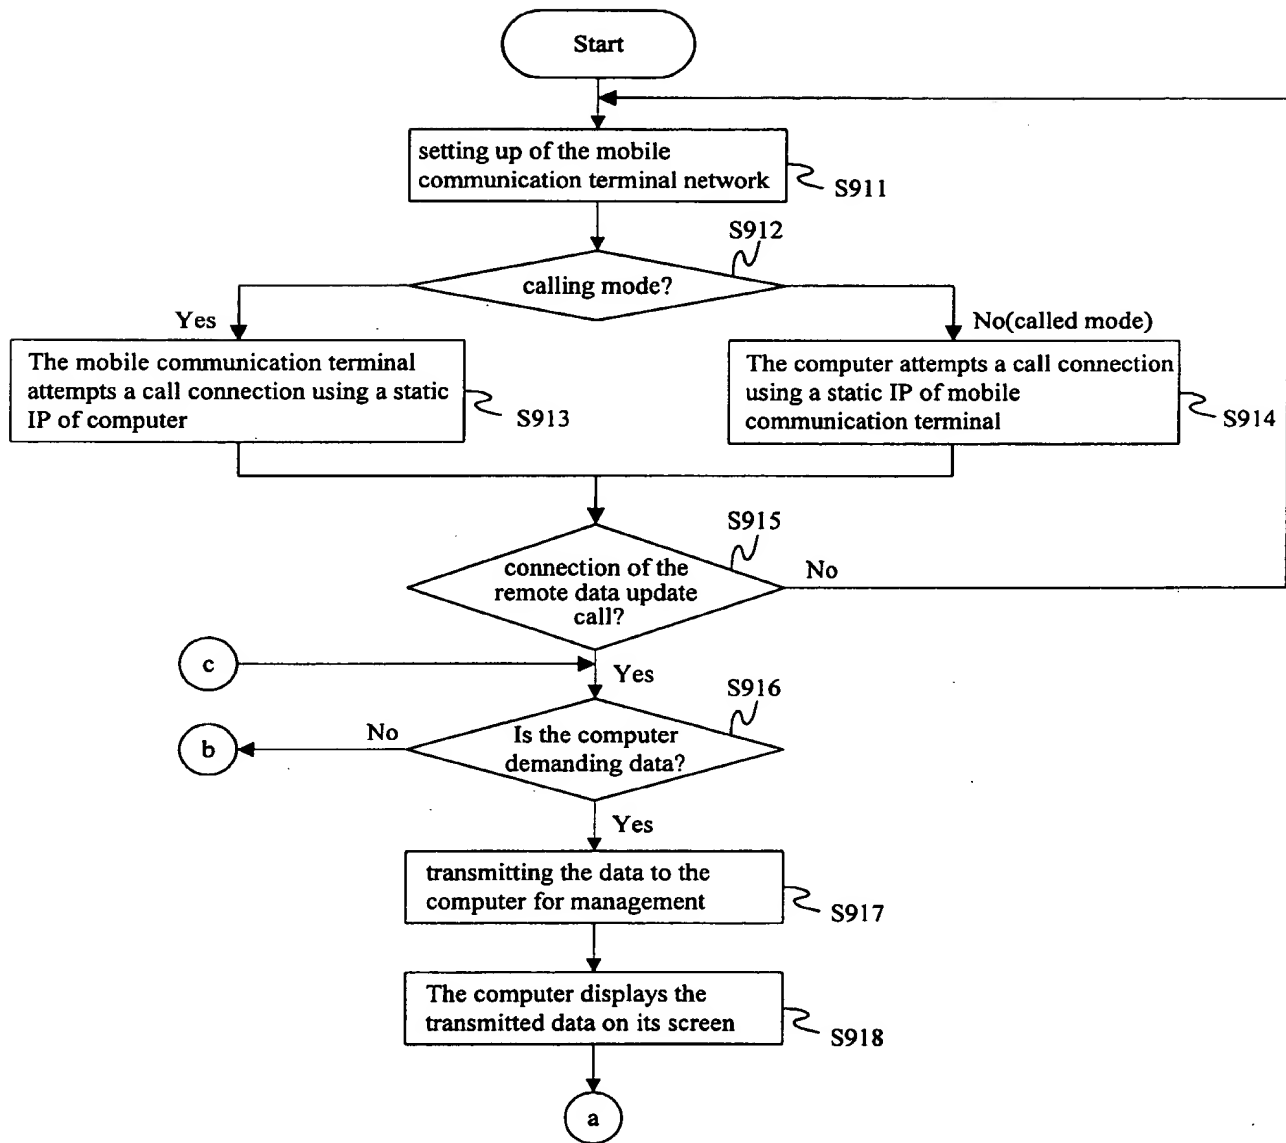 Start
setting up of the mobile
communication terminal network
S911
S912
calling mode?
Yes
No(called mode)
The mobile communication terminal
attempts a call connection using a static
IP of computer
S913
The computer attempts a call connection
using a static IP of mobile
communication terminal
S914
S915
connection of the
remote data update
call?
No
c
Yes
S916
b
No
Is the computer
demanding data?
Yes
transmitting the data to the
computer for management
S917
The computer displays the
transmitted data on its screen
S918
a